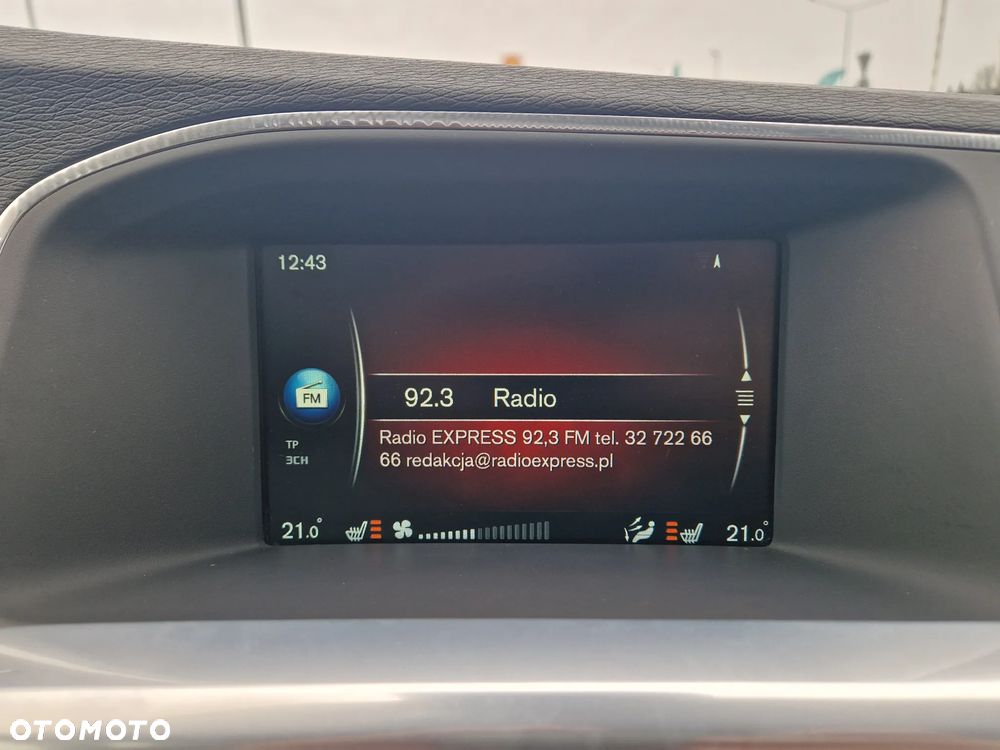 12:43
FM
92.3 Radio
Radio EXPRESS 92,3 FM tel. 32 722 66
66 redakcja@radioexpress.pl
TP
3CH
21.0° 21.0°
OTOMOTO